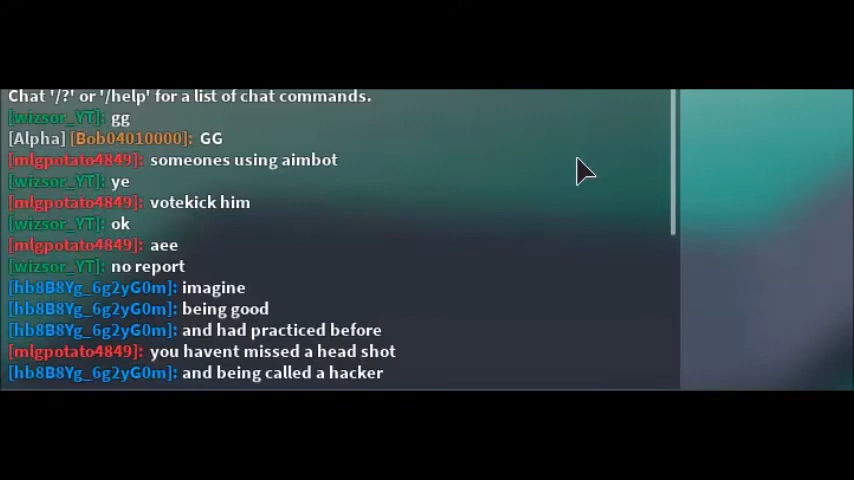 Chat '/?' or '/help' for a list of chat commands.
[wizsor_YT]: gg
[Alpha] [Bob04010000]: GG
[mlgpotato4849]: someones using aimbot
[wizsor_YT]: ye
[mlgpotato4849]: votekick him
[wizsor_YT]: ok
[mlgpotato4849]: aee
[wizsor_YT]: no report
[hb8B8Yg_6g2yG0m]: imagine
[hb8B8Yg_6g2yG0m]: being good
[hb8B8Yg_6g2yG0m]: and had practiced before
[mlgpotato4849]: you havent missed a head shot
[hb8B8Yg_6g2yG0m]: and being called a hacker